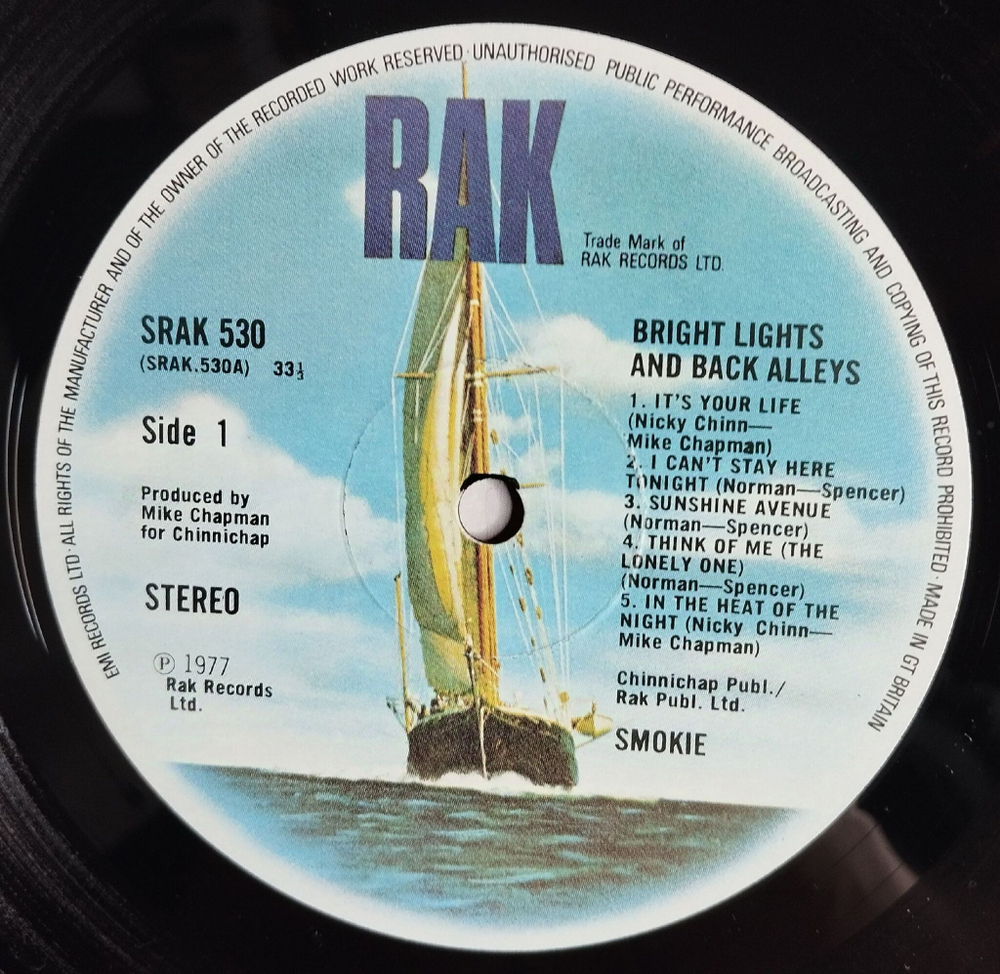 EMI RECORDS LTD · ALL RIGHTS OF THE MANUFACTURER AND OF THE OWNER OF THE RECORDED WORK RESERVED · UNAUTHORISED PUBLIC PERFORMANCE BROADCASTING AND COPYING OF THIS RECORD PROHIBITED · MADE IN GT BRITAIN
RAK
Trade Mark of
RAK RECORDS LTD.
SRAK 530
(SRAK.530A) 33⅓
Side 1
Produced by
Mike Chapman
for Chinnichap
STEREO
Ⓟ 1977
Rak Records
Ltd.
BRIGHT LIGHTS
AND BACK ALLEYS
1. IT'S YOUR LIFE
(Nicky Chinn—
Mike Chapman)
2. I CAN'T STAY HERE
TONIGHT (Norman—Spencer)
3. SUNSHINE AVENUE
(Norman—Spencer)
4. THINK OF ME (THE
LONELY ONE)
(Norman—Spencer)
5. IN THE HEAT OF THE
NIGHT (Nicky Chinn—
Mike Chapman)
Chinnichap Publ./
Rak Publ. Ltd.
SMOKIE